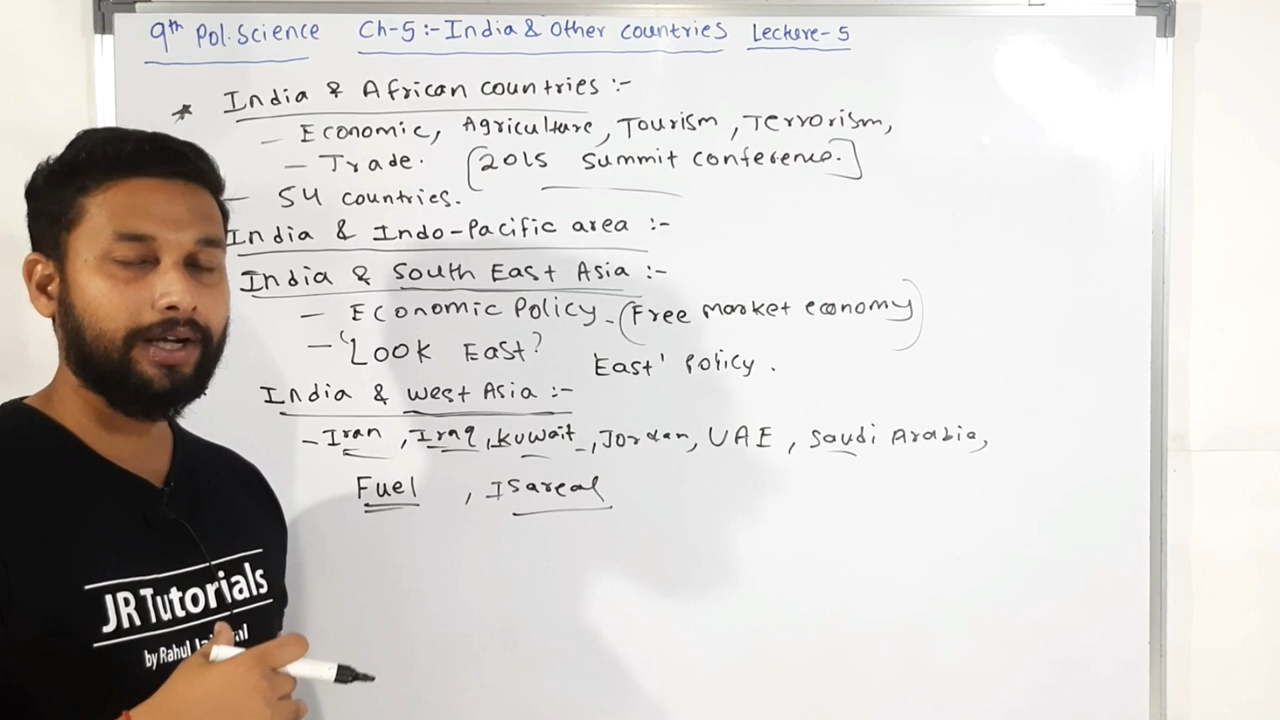 9th Pol. Science Ch-5:- India & Other countries Lecture-5
* India & African countries :-
- Economic, Agriculture, Tourism, Terrorism,
- Trade. [2015 Summit conference.]
- 54 countries.
India & Indo-Pacific area :-
India & South East Asia :-
- Economic Policy - (Free market economy)
- 'Look East?
East' Policy.
India & West Asia :-
- Iran, Iraq, Kuwait, Jordan, UAE, Saudi Arabia,
Fuel, Isareal
JR Tutorials
by Rahul